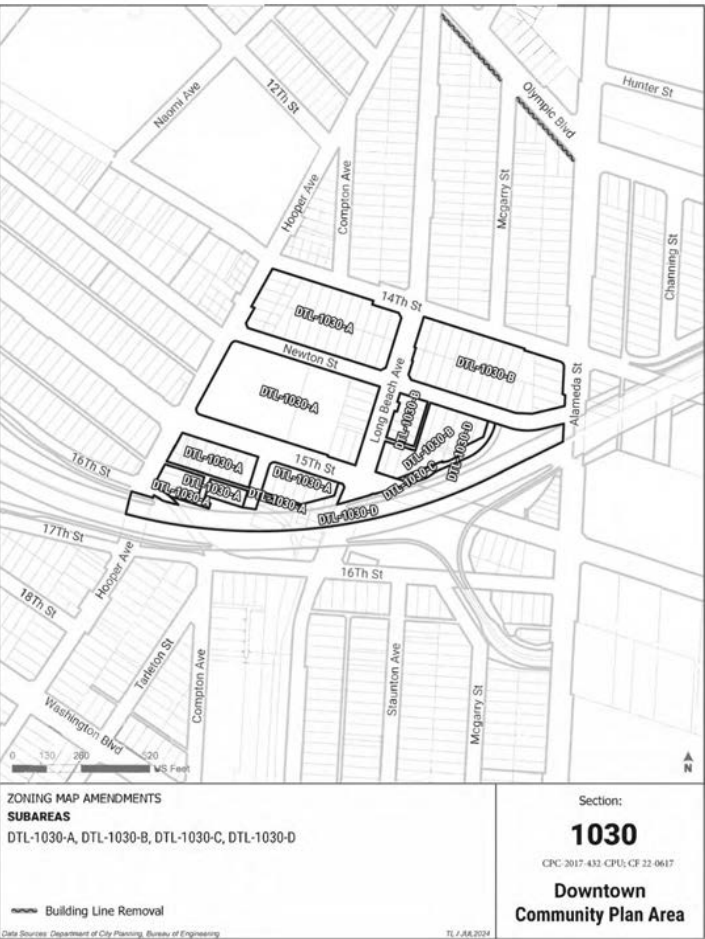 Hunter St
Naomi Ave
12Th St
Olympic Blvd
Hooper Ave
Compton Ave
Mcgarry St
Channing St
14Th St
DTL-1030-A
Newton St
DTL-1030-B
Alameda St
DTL-1030-A
Long Beach Ave
DTL-1030-B
DTL-1030-B
DTL-1030-D
DTL-1030-A
15Th St
DTL-1030-C
16Th St
DTL-1030-A
DTL-1030-A
DTL-1030-A
DTL-1030-A
DTL-1030-D
17Th St
Hooper Ave
16Th St
18Th St
Tarleton St
Compton Ave
Staunton Ave
Mcgarry St
Washington Blvd
0 130 260 520
US Feet
N
ZONING MAP AMENDMENTS
SUBAREAS
DTL-1030-A, DTL-1030-B, DTL-1030-C, DTL-1030-D
Building Line Removal
Data Sources: Department of City Planning, Bureau of Engineering
TL / JUL2024
Section:
1030
CPC-2017-432-CPU; CF 22-0617
Downtown
Community Plan Area